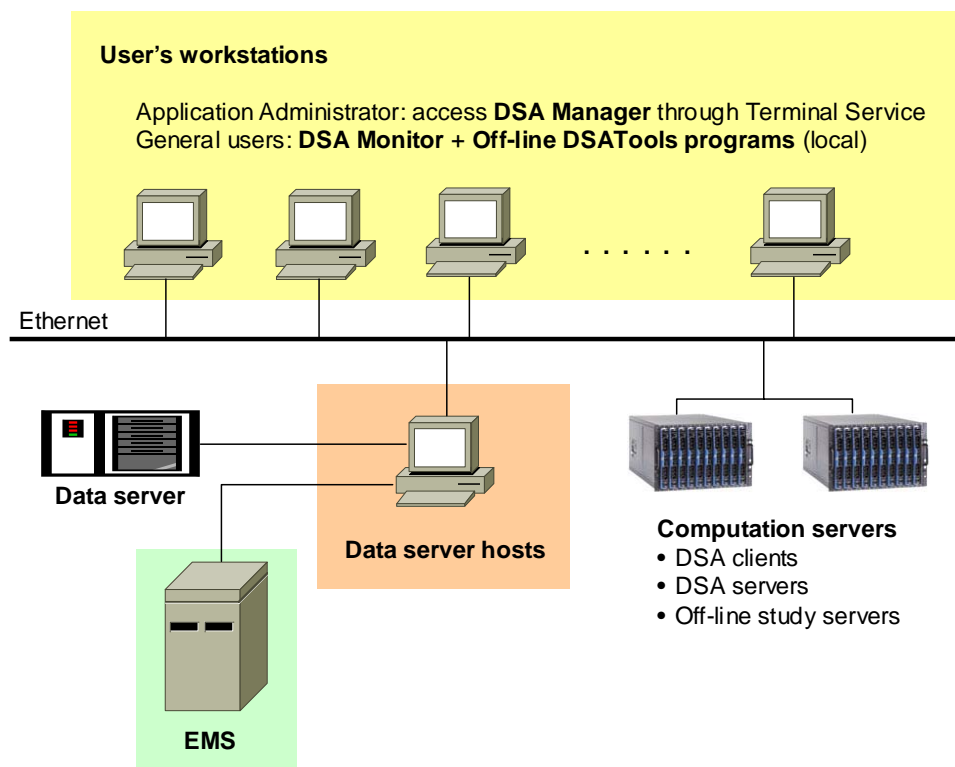 User's workstations
Application Administrator: access DSA Manager through Terminal Service
General users: DSA Monitor + Off-line DSATools programs (local)
. . . . . .
Ethernet
Data server
Data server hosts
EMS
Computation servers
• DSA clients
• DSA servers
• Off-line study servers